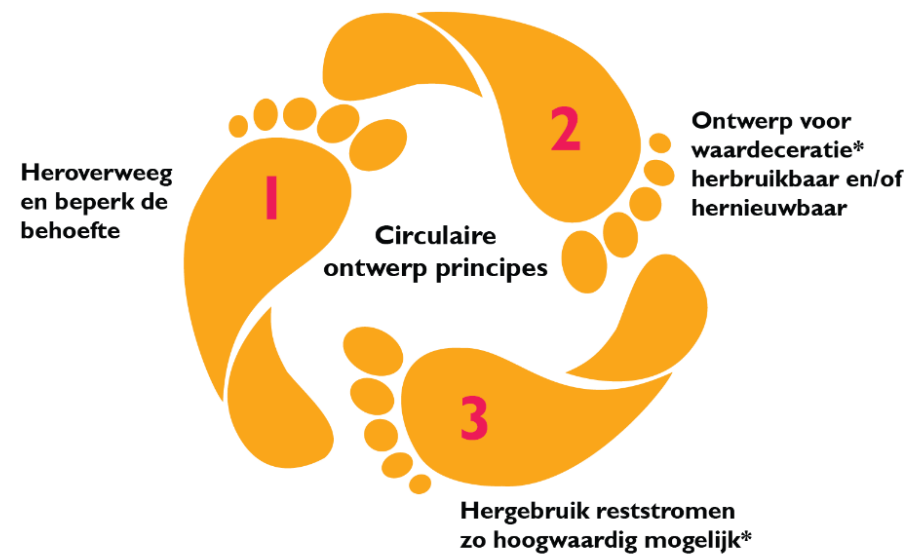 Circulaire
ontwerp principes
1
Heroverweeg
en beperk de
behoefte
2
Ontwerp voor
waardeceratie*
herbruikbaar en/of
hernieuwbaar
3
Hergebruik reststromen
zo hoogwaardig mogelijk*